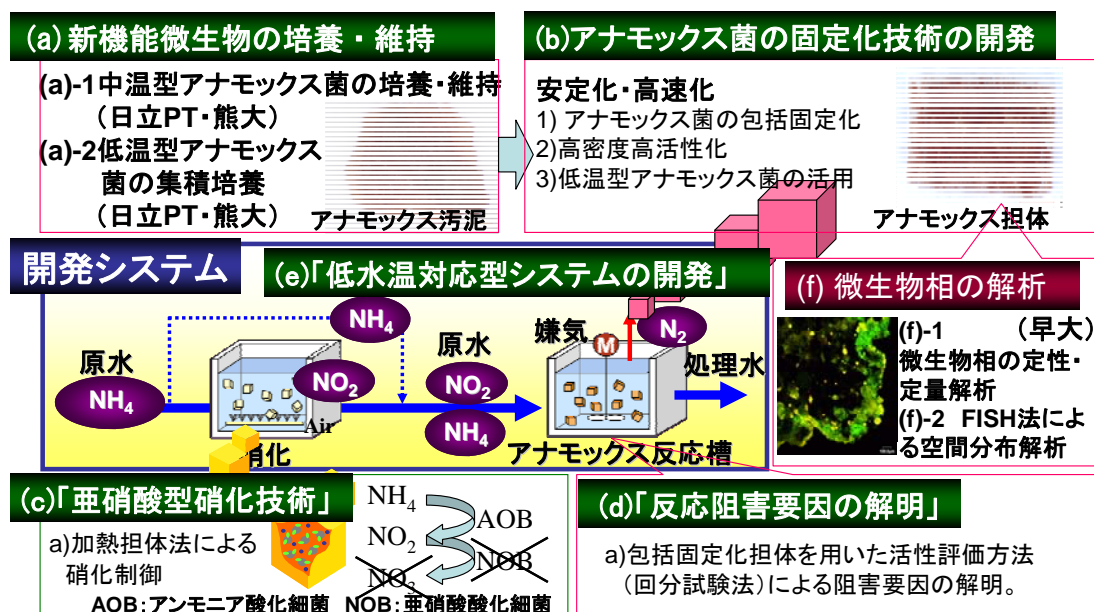 (a) 新機能微生物の培養・維持
(a)-1中温型アナモックス菌の培養・維持
(日立PT・熊大)
(a)-2低温型アナモックス
菌の集積培養
(日立PT・熊大)
アナモックス汚泥
(b)アナモックス菌の固定化技術の開発
安定化・高速化
1) アナモックス菌の包括固定化
2)高密度高活性化
3)低温型アナモックス菌の活用
アナモックス担体
開発システム
(e)「低水温対応型システムの開発」
原水
NH4
NH4
NO2
Air
硝化
原水
NO2
NH4
嫌気
M
N2
処理水
アナモックス反応槽
(f) 微生物相の解析
(f)-1 (早大)
微生物相の定性・
定量解析
(f)-2 FISH法によ
る空間分布解析
(c)「亜硝酸型硝化技術」
a)加熱担体法による
硝化制御
NH4
AOB
NO2
NOB
NO3
AOB:アンモニア酸化細菌 NOB:亜硝酸酸化細菌
(d)「反応阻害要因の解明」
a)包括固定化担体を用いた活性評価方法
(回分試験法)による阻害要因の解明。